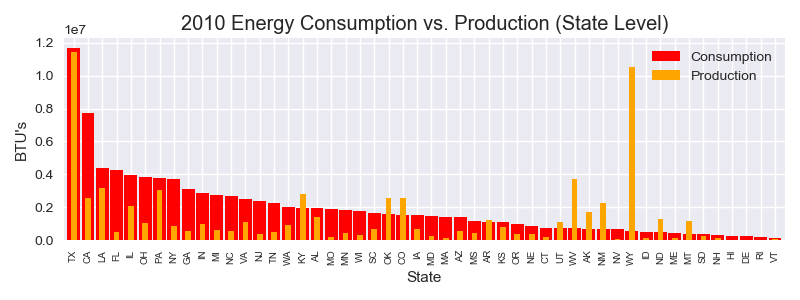 2010 Energy Consumption vs. Production (State Level)
1e7
1.2
1.0
0.8
0.6
0.4
0.2
0.0
BTU's
Consumption
Production
TX CA LA FL IL OH PA NY GA IN MI NC VA NJ TN WA KY AL MO MN WI SC OK CO IA MD MA AZ MS AR KS OR NE CT UT WV AK NM NV WY ID ND ME MT SD NH HI DE RI VT
State